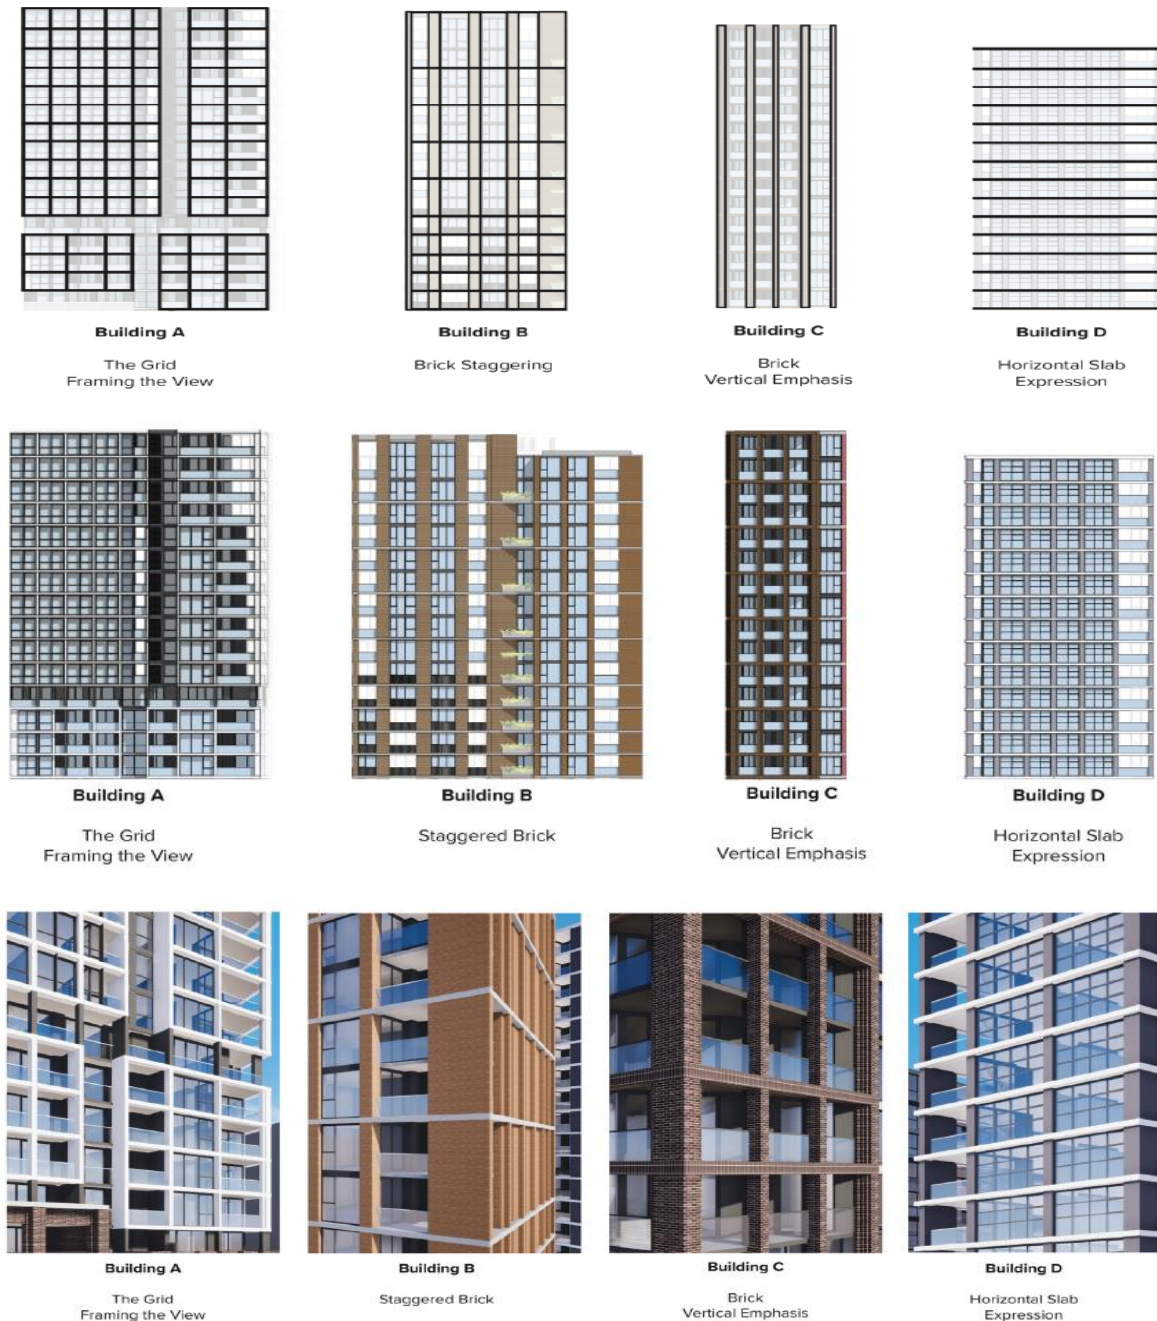 Building A
The Grid
Framing the View
Building B
Brick Staggering
Building C
Brick
Vertical Emphasis
Building D
Horizontal Slab
Expression
Building A
The Grid
Framing the View
Building B
Staggered Brick
Building C
Brick
Vertical Emphasis
Building D
Horizontal Slab
Expression
Building A
The Grid
Framing the View
Building B
Staggered Brick
Building C
Brick
Vertical Emphasis
Building D
Horizontal Slab
Expression